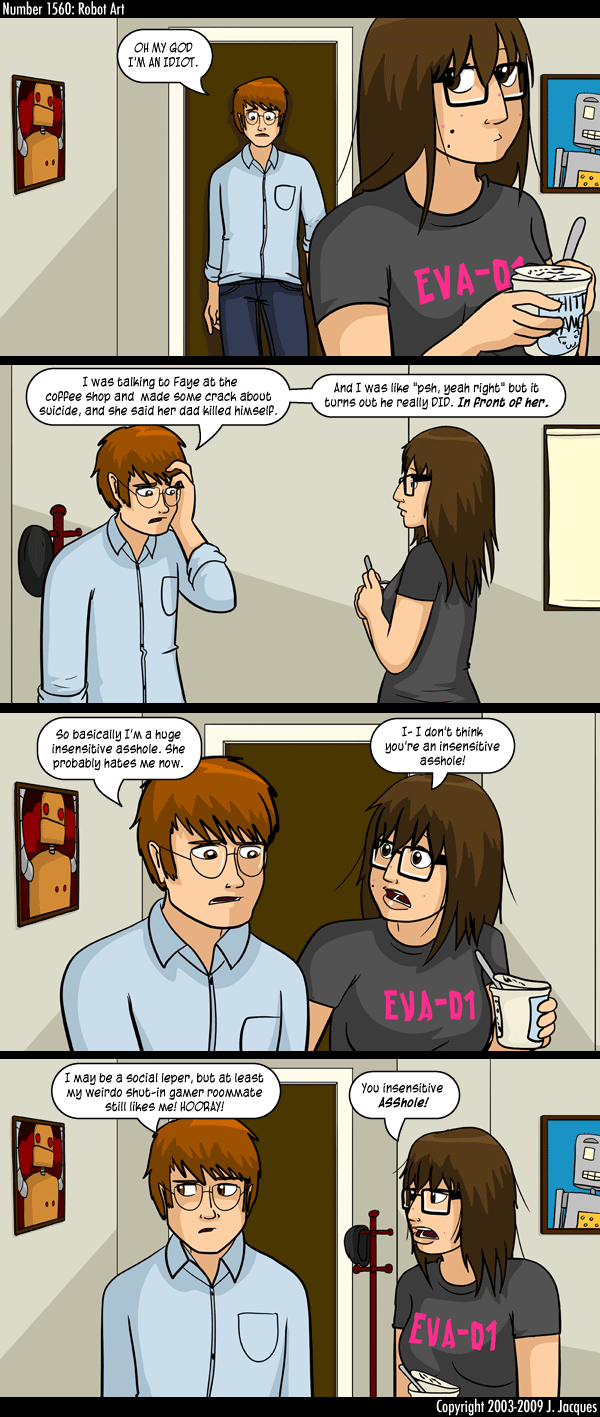 Number 1560: Robot Art
OH MY GOD
I'M AN IDIOT.
EVA-01
I was talking to Faye at the
coffee shop and made some crack about
suicide, and she said her dad killed himself.
And I was like "psh, yeah right" but it
turns out he really DID. In front of her.
So basically I'm a huge
insensitive asshole. She
probably hates me now.
I- I don't think
you're an insensitive
asshole!
EVA-01
I may be a social leper, but at least
my weirdo shut-in gamer roommate
still likes me! HOORAY!
You insensitive
ASShole!
EVA-01
Copyright 2003-2009 J. Jacques